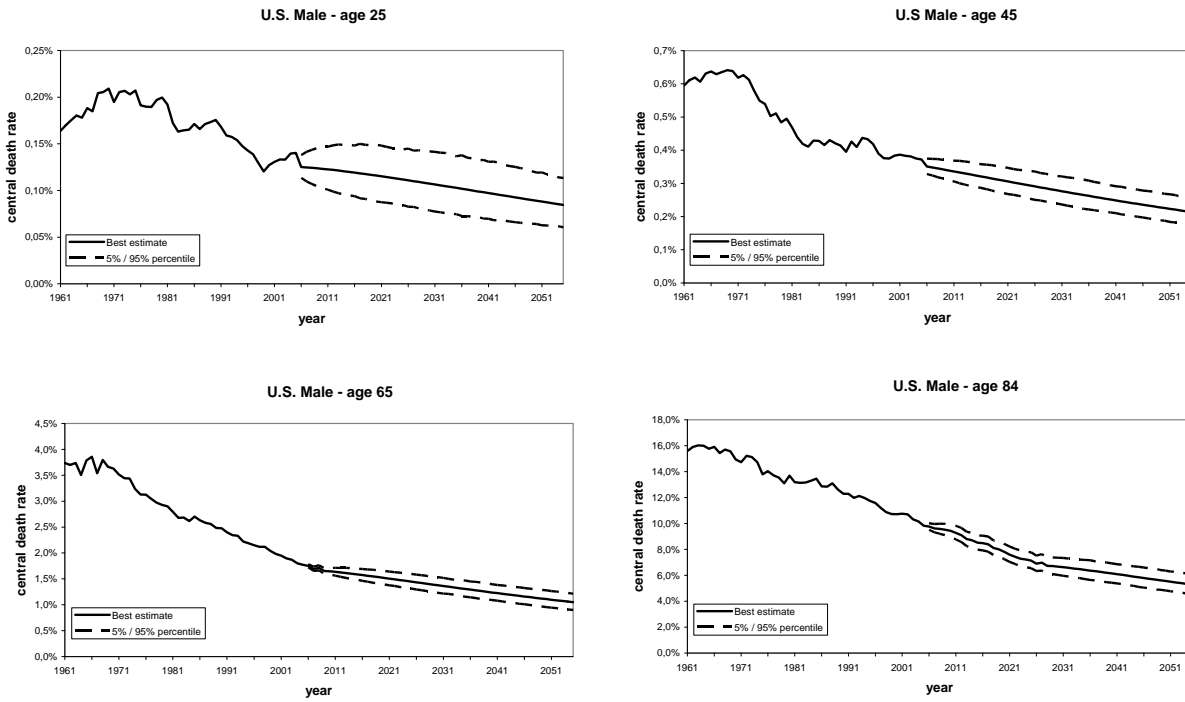 U.S. Male - age 25
0,25%
0,20%
0,15%
0,10%
0,05%
0,00%
central death rate
Best estimate
5% / 95% percentile
1961 1971 1981 1991 2001 2011 2021 2031 2041 2051
year
U.S Male - age 45
0,7%
0,6%
0,5%
0,4%
0,3%
0,2%
0,1%
0,0%
central death rate
Best estimate
5% / 95% percentile
1961 1971 1981 1991 2001 2011 2021 2031 2041 2051
year
U.S. Male - age 65
4,5%
4,0%
3,5%
3,0%
2,5%
2,0%
1,5%
1,0%
0,5%
0,0%
central death rate
Best estimate
5% / 95% percentile
1961 1971 1981 1991 2001 2011 2021 2031 2041 2051
year
U.S. Male - age 84
18,0%
16,0%
14,0%
12,0%
10,0%
8,0%
6,0%
4,0%
2,0%
0,0%
central death rate
Best estimate
5% / 95% percentile
1961 1971 1981 1991 2001 2011 2021 2031 2041 2051
year